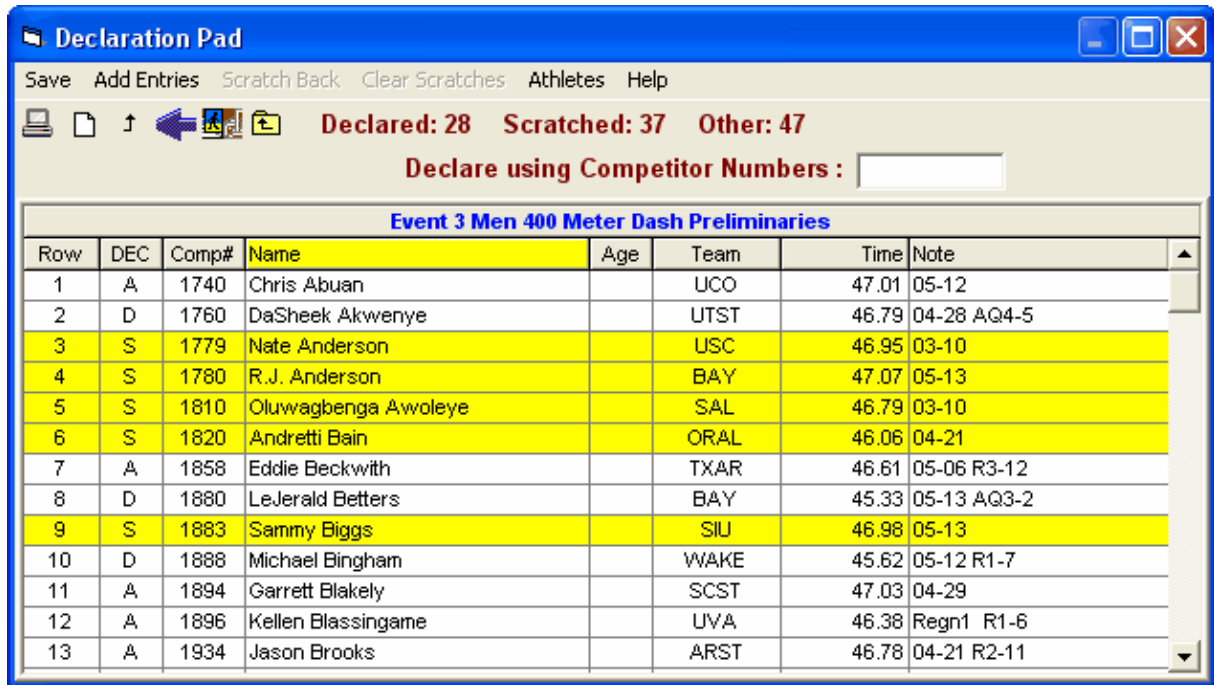 Declaration Pad
Save Add Entries Scratch Back Clear Scratches Athletes Help
Declared: 28 Scratched: 37 Other: 47
Declare using Competitor Numbers :
Event 3 Men 400 Meter Dash Preliminaries
Row DEC Comp# Name Age Team Time Note
1 A 1740 Chris Abuan UCO 47.01 05-12
2 D 1760 DaSheek Akwenye UTST 46.79 04-28 AQ4-5
3 S 1779 Nate Anderson USC 46.95 03-10
4 S 1780 R.J. Anderson BAY 47.07 05-13
5 S 1810 Oluwagbenga Awoleye SAL 46.79 03-10
6 S 1820 Andretti Bain ORAL 46.06 04-21
7 A 1858 Eddie Beckwith TXAR 46.61 05-06 R3-12
8 D 1880 LeJerald Betters BAY 45.33 05-13 AQ3-2
9 S 1883 Sammy Biggs SIU 46.98 05-13
10 D 1888 Michael Bingham WAKE 45.62 05-12 R1-7
11 A 1894 Garrett Blakely SCST 47.03 04-29
12 A 1896 Kellen Blassingame UVA 46.38 Regn1 R1-6
13 A 1934 Jason Brooks ARST 46.78 04-21 R2-11